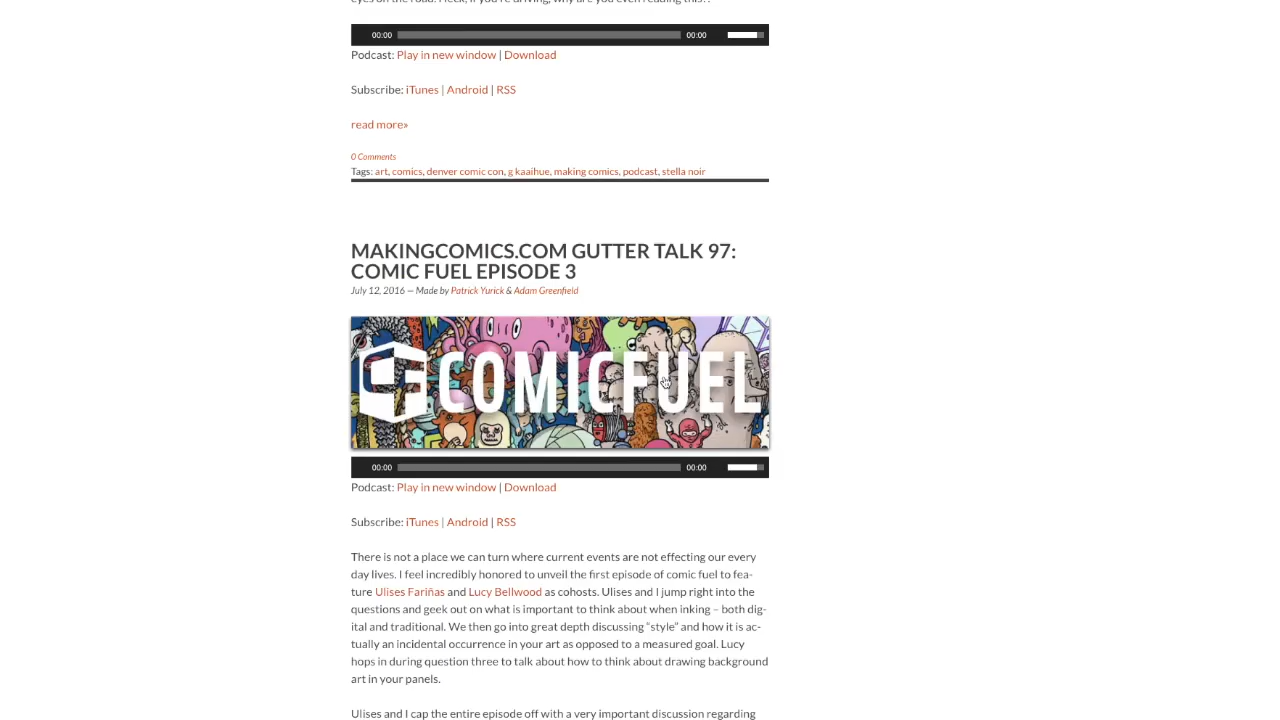 eyes on the road. Heck, if you're driving, why are you even reading this??
00:00 00:00
Podcast: Play in new window | Download
Subscribe: iTunes | Android | RSS
read more»
0 Comments
Tags: art, comics, denver comic con, g kaaihue, making comics, podcast, stella noir
MAKINGCOMICS.COM GUTTER TALK 97:
COMIC FUEL EPISODE 3
July 12, 2016 — Made by Patrick Yurick & Adam Greenfield
COMICFUEL
00:00 00:00
Podcast: Play in new window | Download
Subscribe: iTunes | Android | RSS
There is not a place we can turn where current events are not effecting our every
day lives. I feel incredibly honored to unveil the first episode of comic fuel to fea-
ture Ulises Fariñas and Lucy Bellwood as cohosts. Ulises and I jump right into the
questions and geek out on what is important to think about when inking – both dig-
ital and traditional. We then go into great depth discussing “style” and how it is ac-
tually an incidental occurrence in your art as opposed to a measured goal. Lucy
hops in during question three to talk about how to think about drawing background
art in your panels.
Ulises and I cap the entire episode off with a very important discussion regarding